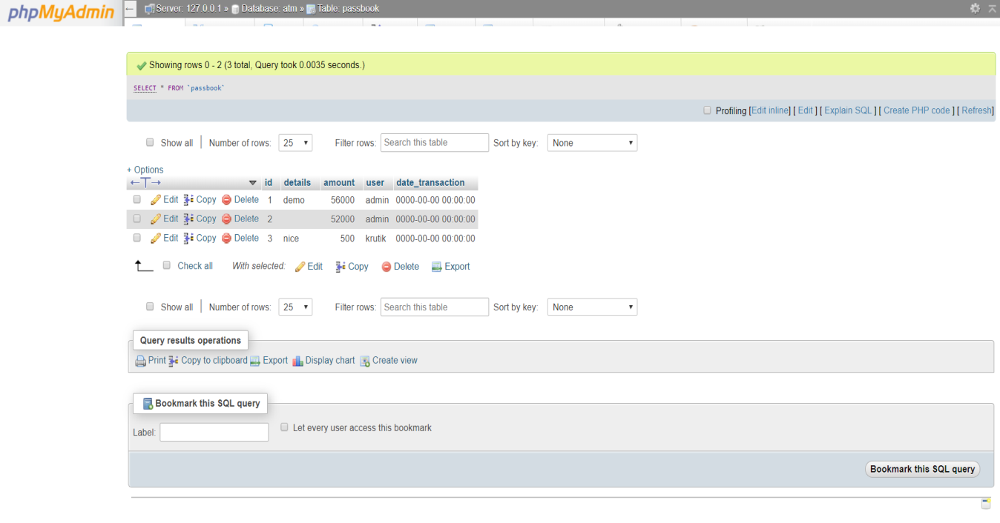 phpMyAdmin
← Server: 127.0.0.1 » Database: atm » Table: passbook
Showing rows 0 - 2 (3 total, Query took 0.0035 seconds.)
SELECT * FROM `passbook`
Profiling [Edit inline] [ Edit ] [ Explain SQL ] [ Create PHP code ] [ Refresh]
Show all Number of rows: 25 Filter rows: Search this table Sort by key: None
+ Options
←T→ id details amount user date_transaction
Edit Copy Delete 1 demo 56000 admin 0000-00-00 00:00:00
Edit Copy Delete 2 52000 admin 0000-00-00 00:00:00
Edit Copy Delete 3 nice 500 krutik 0000-00-00 00:00:00
Check all With selected: Edit Copy Delete Export
Show all Number of rows: 25 Filter rows: Search this table Sort by key: None
Query results operations
Print Copy to clipboard Export Display chart Create view
Bookmark this SQL query
Label: Let every user access this bookmark
Bookmark this SQL query